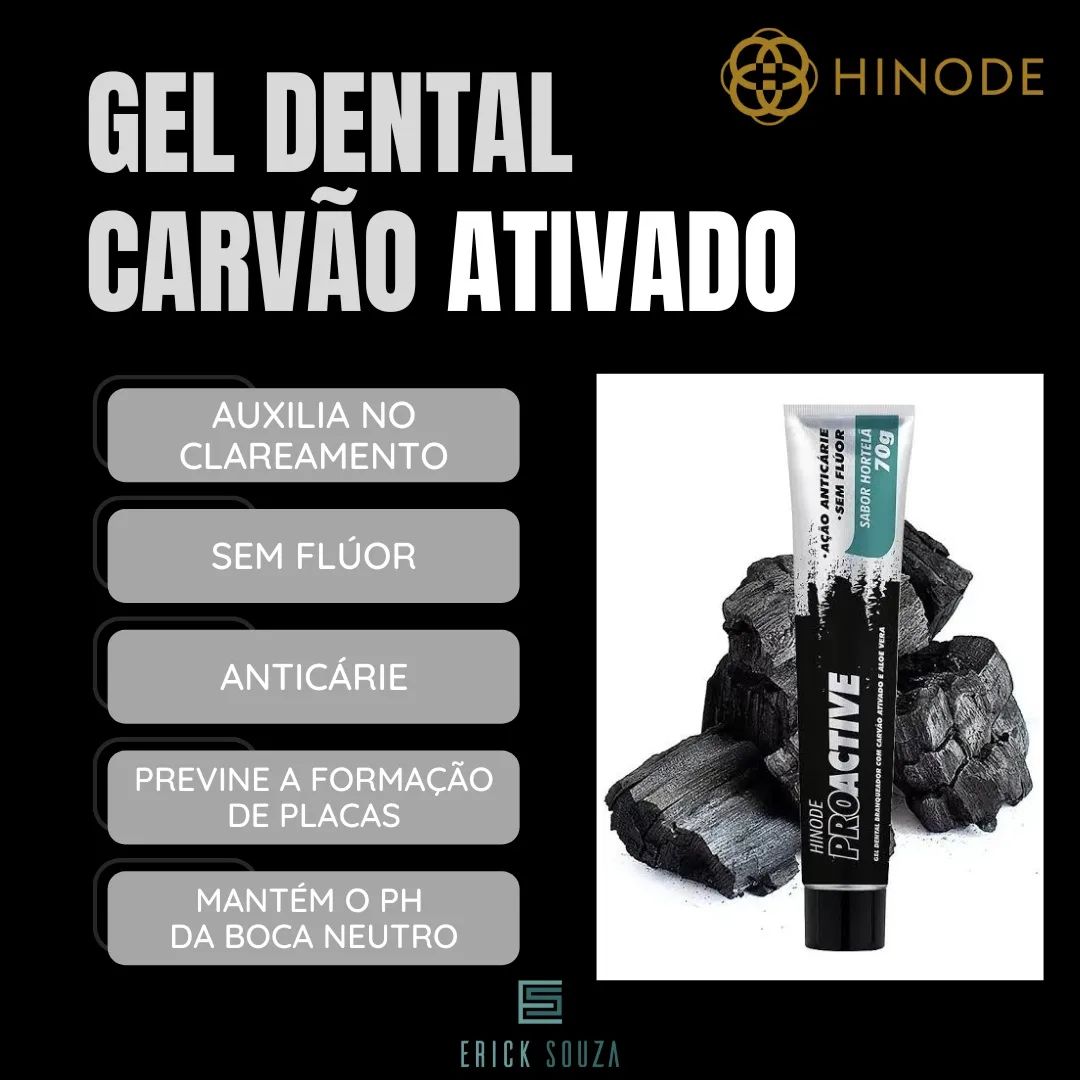 HINODE
GEL DENTAL
CARVÃO ATIVADO
AUXILIA NO
CLAREAMENTO
SEM FLÚOR
ANTICÁRIE
PREVINE A FORMAÇÃO
DE PLACAS
MANTÉM O PH
DA BOCA NEUTRO
•AÇÃO ANTICÁRIE
•SEM FLÚOR
SABOR HORTELÃ
70g
HINODE
PROACTIVE
GEL DENTAL BRANQUEADOR COM CARVÃO ATIVADO E ALOE VERA
ES
ERICK SOUZA